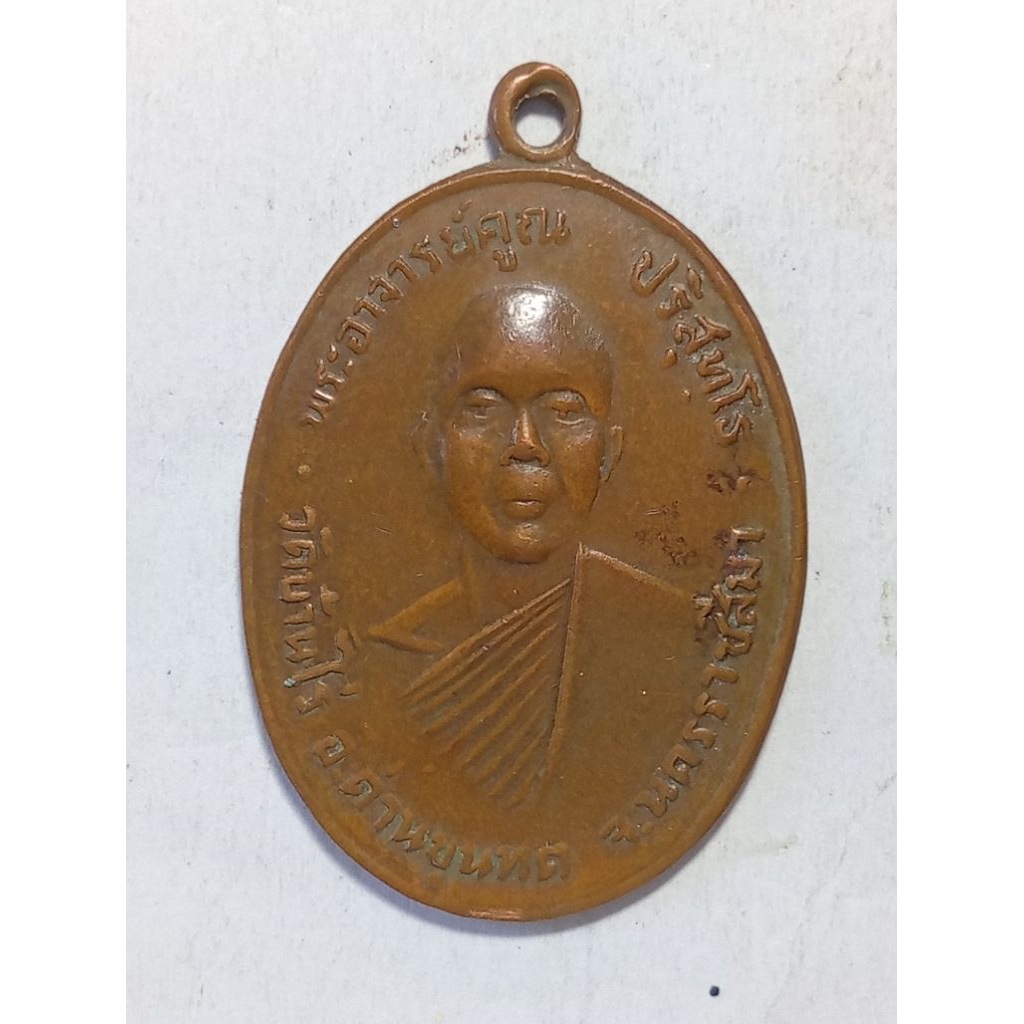 พระอาจารย์คูณ ปริสุทฺโธ
วัดบ้านไร่ อ.ด่านขุนทด จ.นครราชสีมา